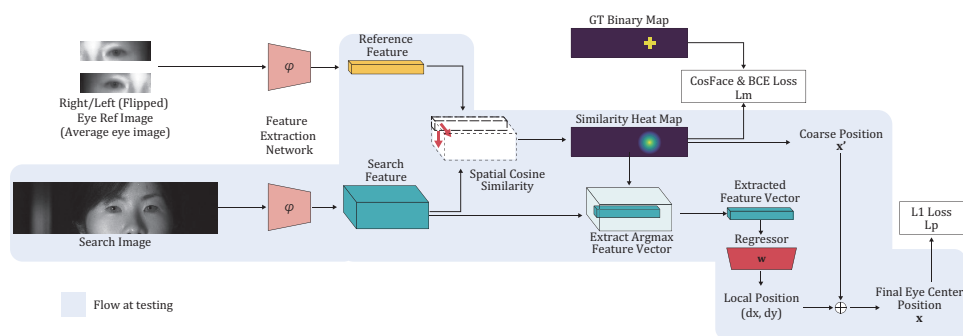 GT Binary Map
Reference
Feature
φ
CosFace & BCE Loss
Lm
Right/Left (Flipped)
Eye Ref Image
(Average eye image)
Feature
Extraction
Network
Similarity Heat Map
Coarse Position
x'
Search
Feature
Spatial Cosine
Similarity
φ
Extracted
Feature Vector
L1 Loss
Lp
Search Image
Extract Argmax
Feature Vector
Regressor
w
Flow at testing
Local Position
(dx, dy)
Final Eye Center
Position
x